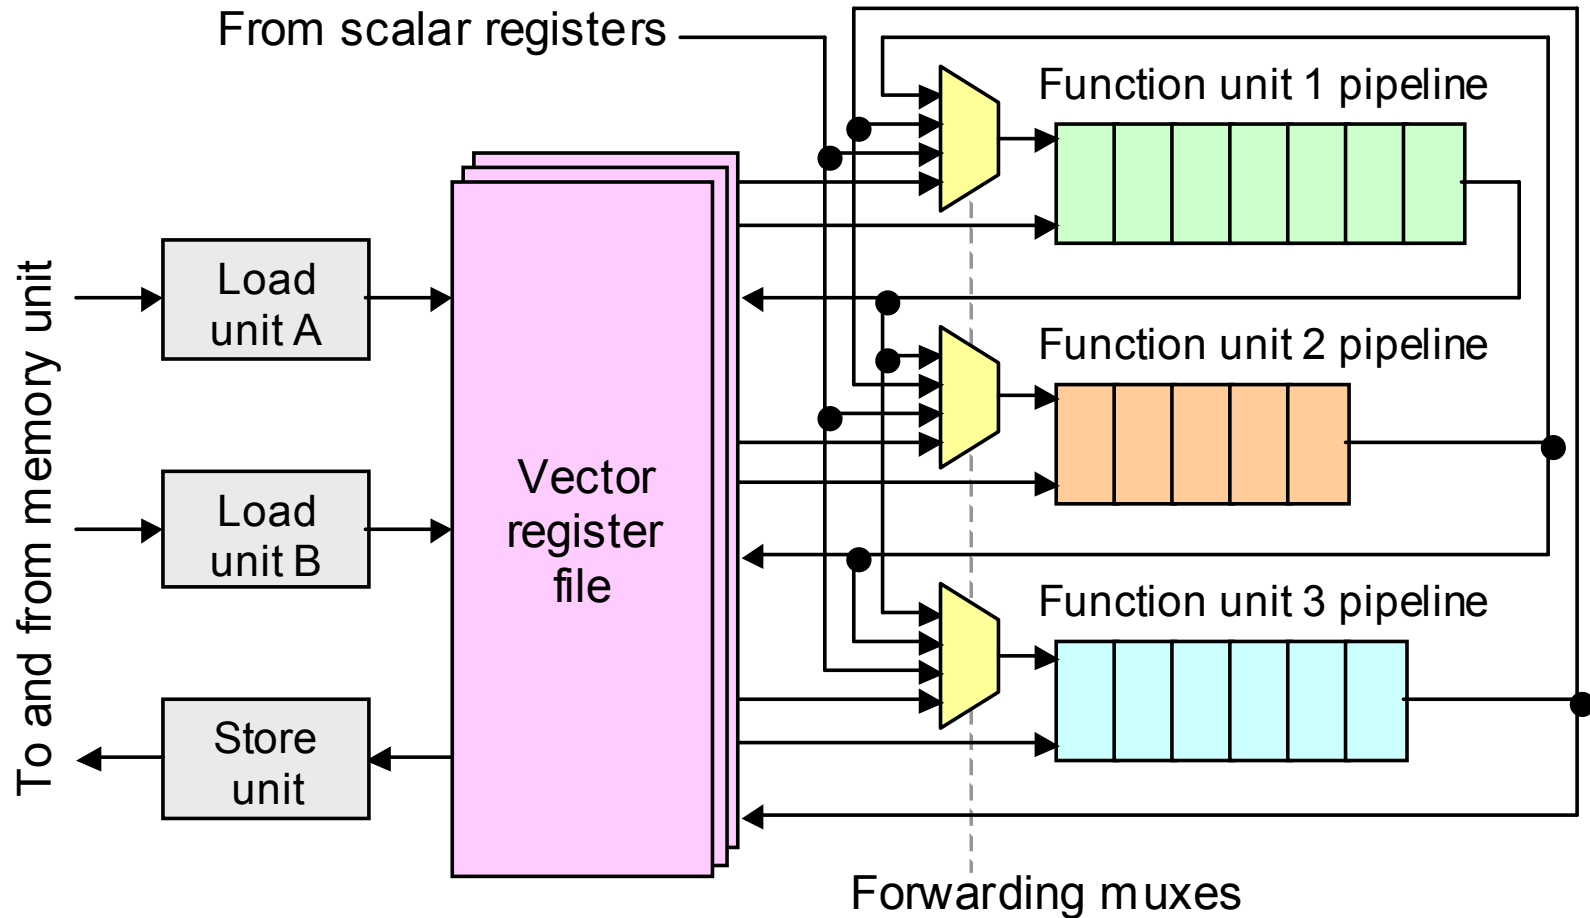 From scalar registers
Function unit 1 pipeline
To and from memory unit
Load
unit A
Function unit 2 pipeline
Load
unit B
Vector
register
file
Function unit 3 pipeline
Store
unit
Forwarding muxes